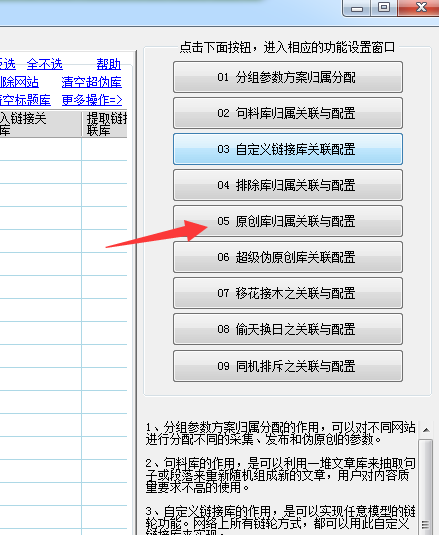 反选 全不选 帮助
除网站 清空超伪库
清空标题库 更多操作=>
入链接关
库
提取链接
联库
点击下面按钮，进入相应的功能设置窗口
01 分组参数方案归属分配
02 句料库归属关联与配置
03 自定义链接库关联配置
04 排除库归属关联与配置
05 原创库归属关联与配置
06 超级伪原创库关联配置
07 移花接木之关联与配置
08 偷天换日之关联与配置
09 同机排斥之关联与配置
1、分组参数方案归属分配的作用，可以对不同网站
进行分配不同的采集、发布和伪原创的参数。
2、句料库的作用，是可以利用一堆文章库来抽取句
子或段落来重新随机组成新的文章，用户对内容质
量要求不高的使用。
3、自定义链接库的作用，是可以实现任意模型的链
轮功能。网络上所有链轮方式，都可以用此自定义